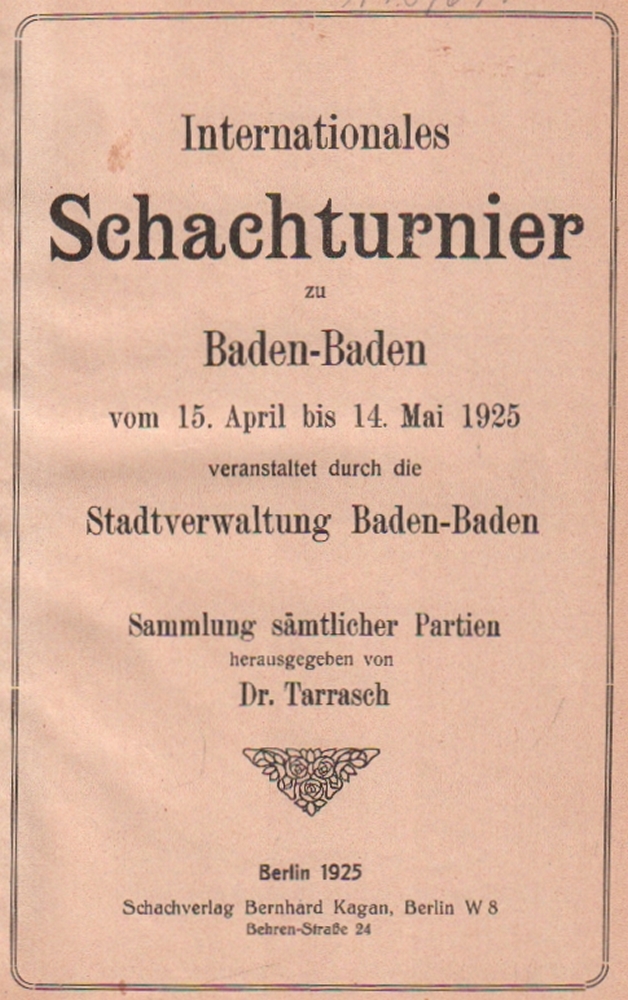 Internationales
Schachturnier
zu
Baden-Baden
vom 15. April bis 14. Mai 1925
veranstaltet durch die
Stadtverwaltung Baden-Baden
Sammlung sämtlicher Partien
herausgegeben von
Dr. Tarrasch
Berlin 1925
Schachverlag Bernhard Kagan, Berlin W 8
Behren-Straße 24